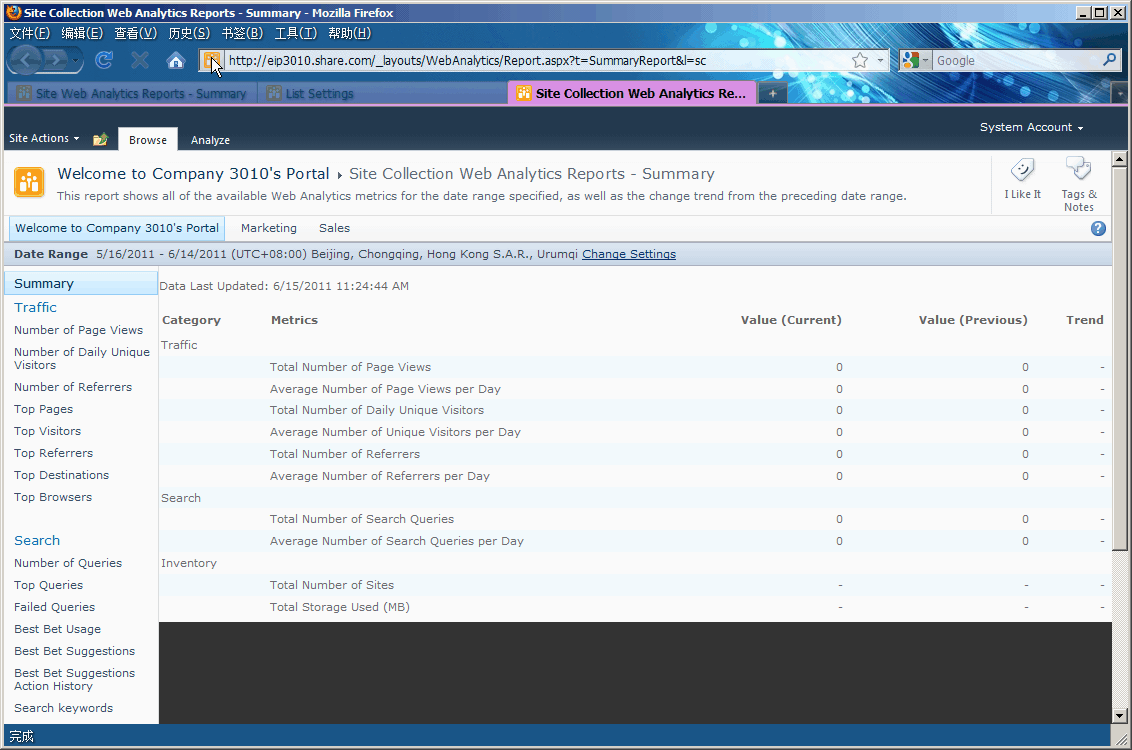 Site Collection Web Analytics Reports - Summary - Mozilla Firefox
文件(F) 编辑(E) 查看(V) 历史(S) 书签(B) 工具(T) 帮助(H)
http://eip3010.share.com/_layouts/WebAnalytics/Report.aspx?t=SummaryReport&l=sc Google
Site Web Analytics Reports - Summary List Settings Site Collection Web Analytics Re... +
System Account
Site Actions Browse Analyze
Welcome to Company 3010's Portal Site Collection Web Analytics Reports - Summary
This report shows all of the available Web Analytics metrics for the date range specified, as well as the change trend from the preceding date range.
I Like It
Tags &
Notes
Welcome to Company 3010's Portal Marketing Sales ?
Date Range 5/16/2011 - 6/14/2011 (UTC+08:00) Beijing, Chongqing, Hong Kong S.A.R., Urumqi Change Settings
Summary
Traffic
Number of Page Views
Number of Daily Unique
Visitors
Number of Referrers
Top Pages
Top Visitors
Top Referrers
Top Destinations
Top Browsers
Search
Number of Queries
Top Queries
Failed Queries
Best Bet Usage
Best Bet Suggestions
Best Bet Suggestions
Action History
Search keywords
Data Last Updated: 6/15/2011 11:24:44 AM
Category Metrics Value (Current) Value (Previous) Trend
Traffic
Total Number of Page Views 0 0 -
Average Number of Page Views per Day 0 0 -
Total Number of Daily Unique Visitors 0 0 -
Average Number of Unique Visitors per Day 0 0 -
Total Number of Referrers 0 0 -
Average Number of Referrers per Day 0 0 -
Search
Total Number of Search Queries 0 0 -
Average Number of Search Queries per Day 0 0 -
Inventory
Total Number of Sites - - -
Total Storage Used (MB) - - -
完成